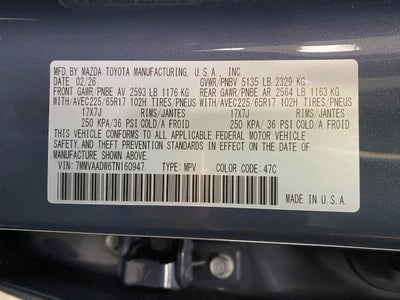 MFD. BY MAZDA TOYOTA MANUFACTURING. U.S.A., INC.
DATE 02/26 GVWR/PNBV 5135 LB 2329 KG
FRONT GAWR/PNBE AV 2593 LB 1176 KG REAR GAWR/PNBE AR 2564 LB 1163 KG
WITH/AVEC225/65R17 102H TIRES/PNEUS WITH/AVEC225/65R17 102H TIRES/PNEUS
17X7J 17X7J
250 KPA/ 36 PSI COLD/A FROID 250 KPA/ 36 PSI COLD/A FROID
THIS VEHICLE CONFORMS TO ALL APPLICABLE FEDERAL MOTOR VEHICLE
SAFETY AND THEFT PREVENTION STANDARDS IN EFFECT ON THE DATE OF
MANUFACTURE SHOWN ABOVE.
VIN: 7MMVAADW6TN160947 TYPE: MPV COLOR CODE: 47C
MADE IN U.S.A.